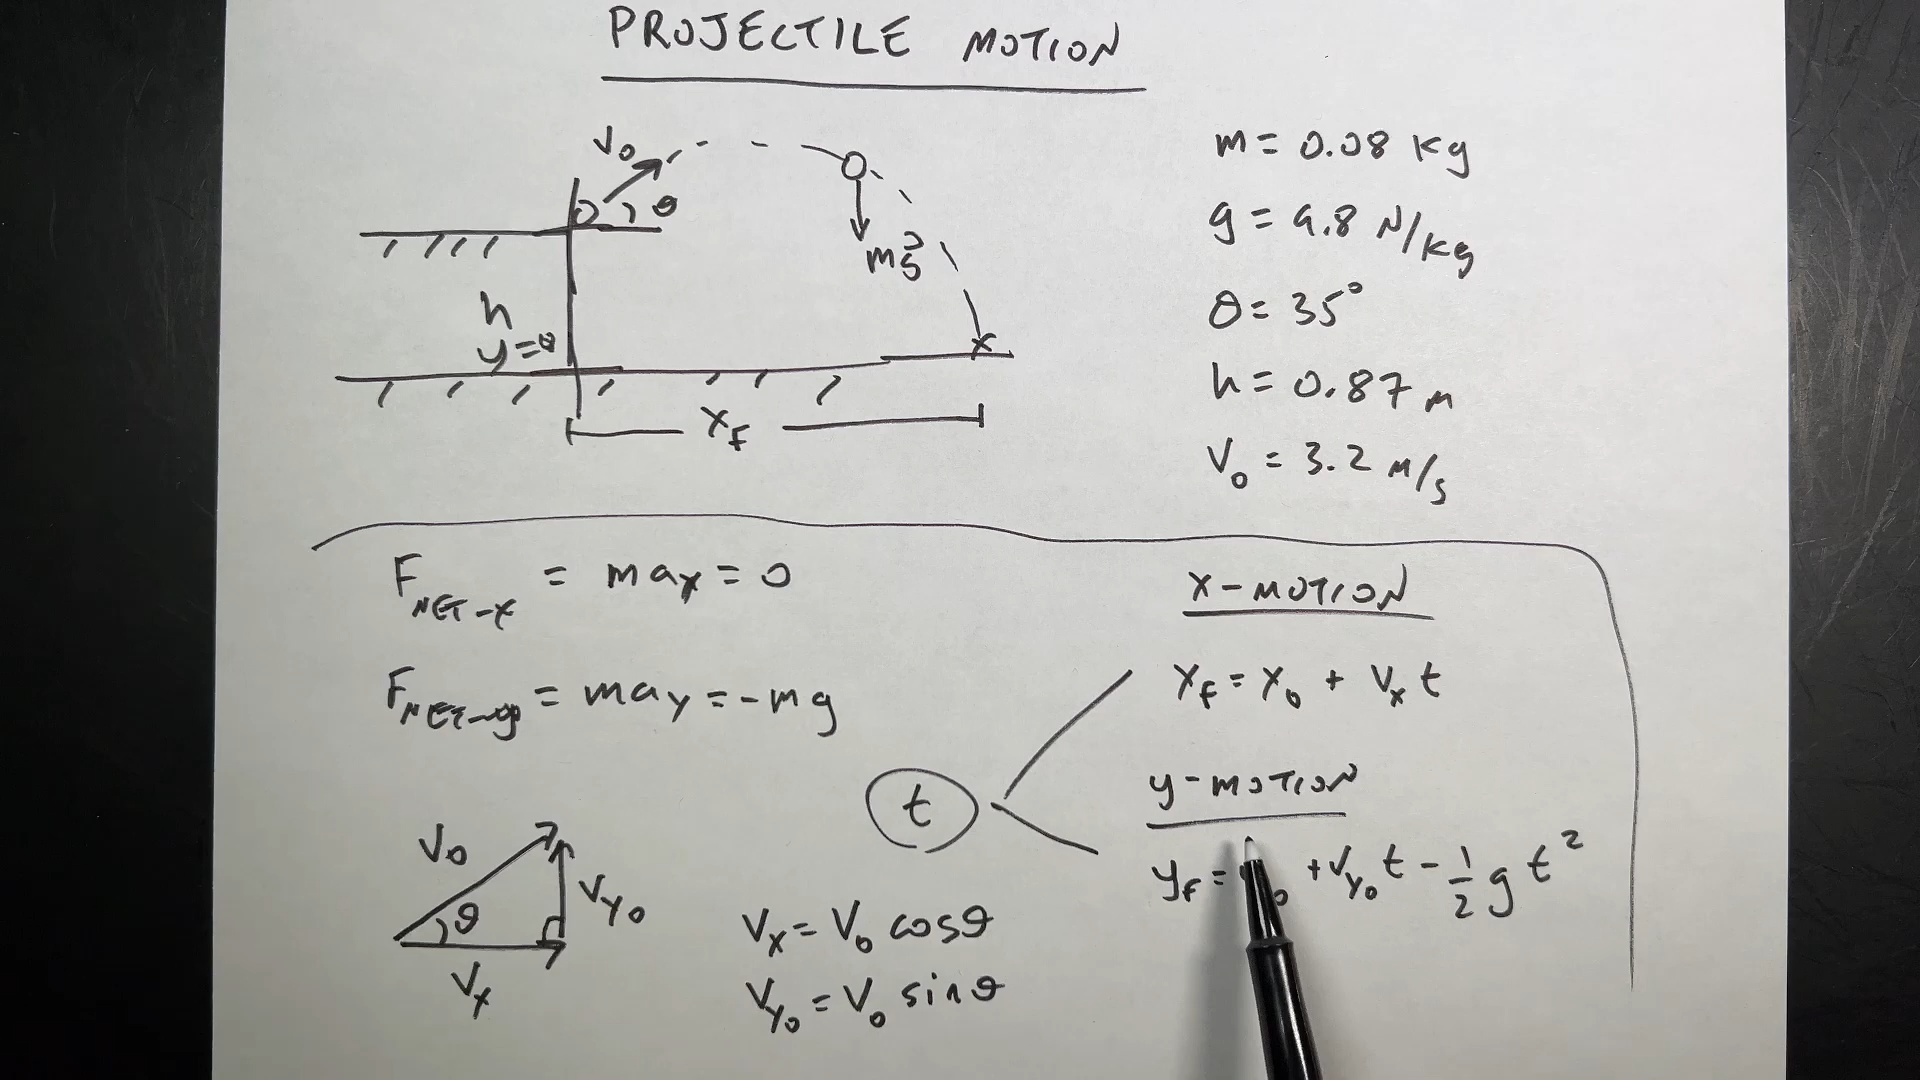 PROJECTILE MOTION
V₀
θ
mg
h
y=0
x
X_f
m = 0.08 kg
g = 9.8 N/kg
θ = 35°
h = 0.87 m
V₀ = 3.2 m/s
F_NET-x = ma_x = 0
F_NET-y = ma_y = -mg
V₀
θ
V_y₀
V_x
V_x = V₀ cosθ
V_y₀ = V₀ sinθ
t
X-MOTION
X_f = X₀ + V_x t
y-MOTION
y_f = ₀ + V_y₀ t - 1/2 g t²